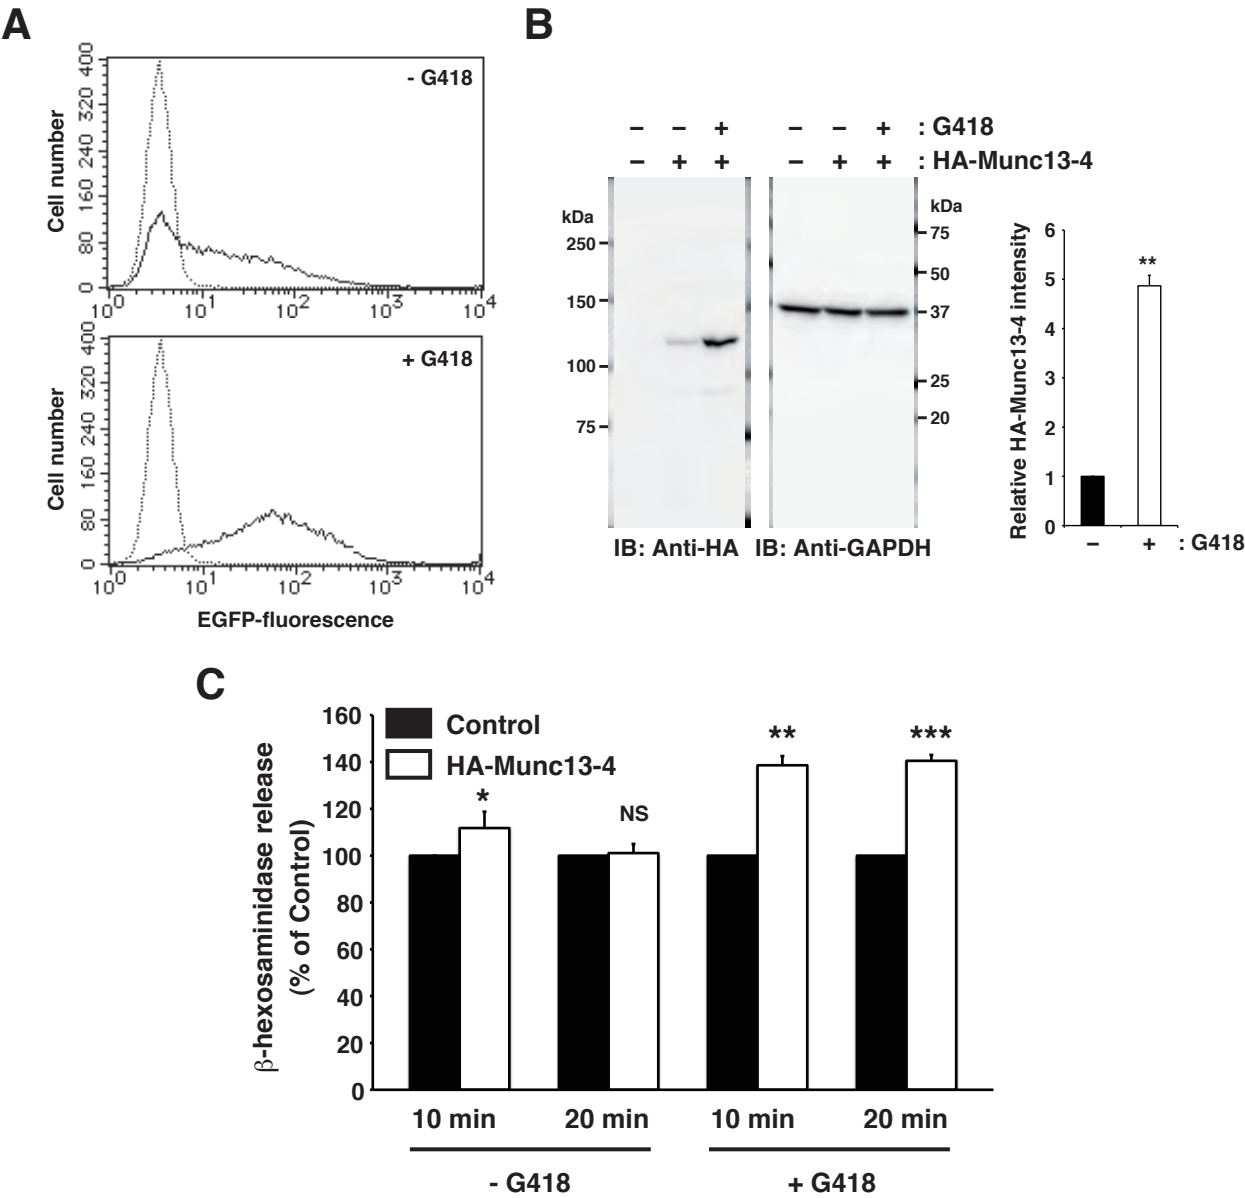 A
- G418
Cell number
400
320
240
160
80
0
10^0 10^1 10^2 10^3 10^4
+ G418
Cell number
400
320
240
160
80
0
10^0 10^1 10^2 10^3 10^4
EGFP-fluorescence
B
– – + – – + : G418
– + + – + + : HA-Munc13-4
kDa
250
150
100
75
kDa
75
50
37
25
20
IB: Anti-HA IB: Anti-GAPDH
Relative HA-Munc13-4 intensity
6
5
4
3
2
1
0
**
– + : G418
C
β-hexosaminidase release
(% of Control)
160
140
120
100
80
60
40
20
0
Control
HA-Munc13-4
* NS ** ***
10 min 20 min 10 min 20 min
- G418 + G418